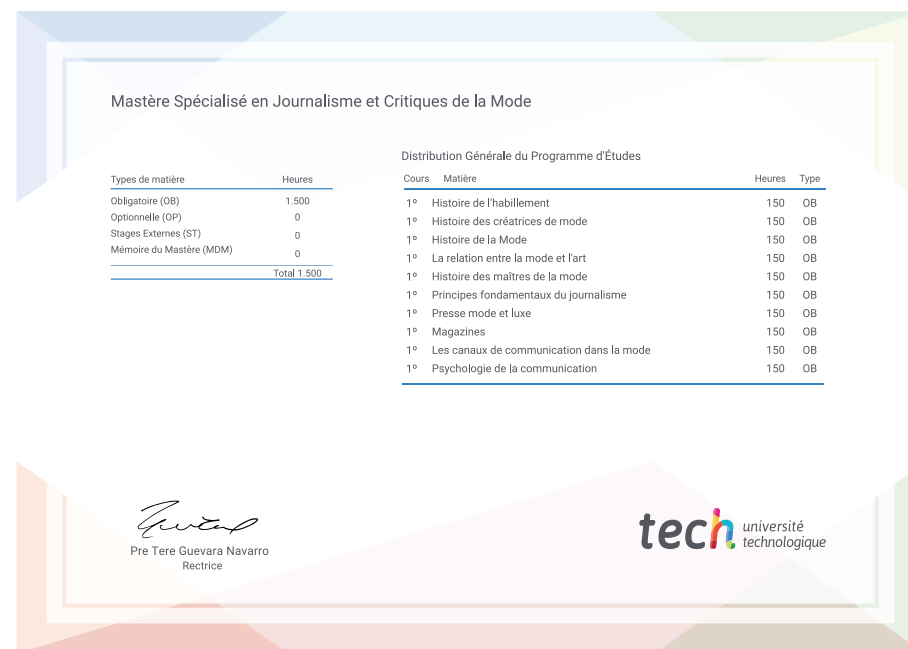 Mastère Spécialisé en Journalisme et Critiques de la Mode
Types de matière Heures
Obligatoire (OB) 1.500
Optionnelle (OP) 0
Stages Externes (ST) 0
Mémoire du Mastère (MDM) 0
Total 1.500
Distribution Générale du Programme d'Études
Cours Matière Heures Type
1º Histoire de l'habillement 150 OB
1º Histoire des créatrices de mode 150 OB
1º Histoire de la Mode 150 OB
1º La relation entre la mode et l'art 150 OB
1º Histoire des maîtres de la mode 150 OB
1º Principes fondamentaux du journalisme 150 OB
1º Presse mode et luxe 150 OB
1º Magazines 150 OB
1º Les canaux de communication dans la mode 150 OB
1º Psychologie de la communication 150 OB
Pre Tere Guevara Navarro
Rectrice
tech université
technologique